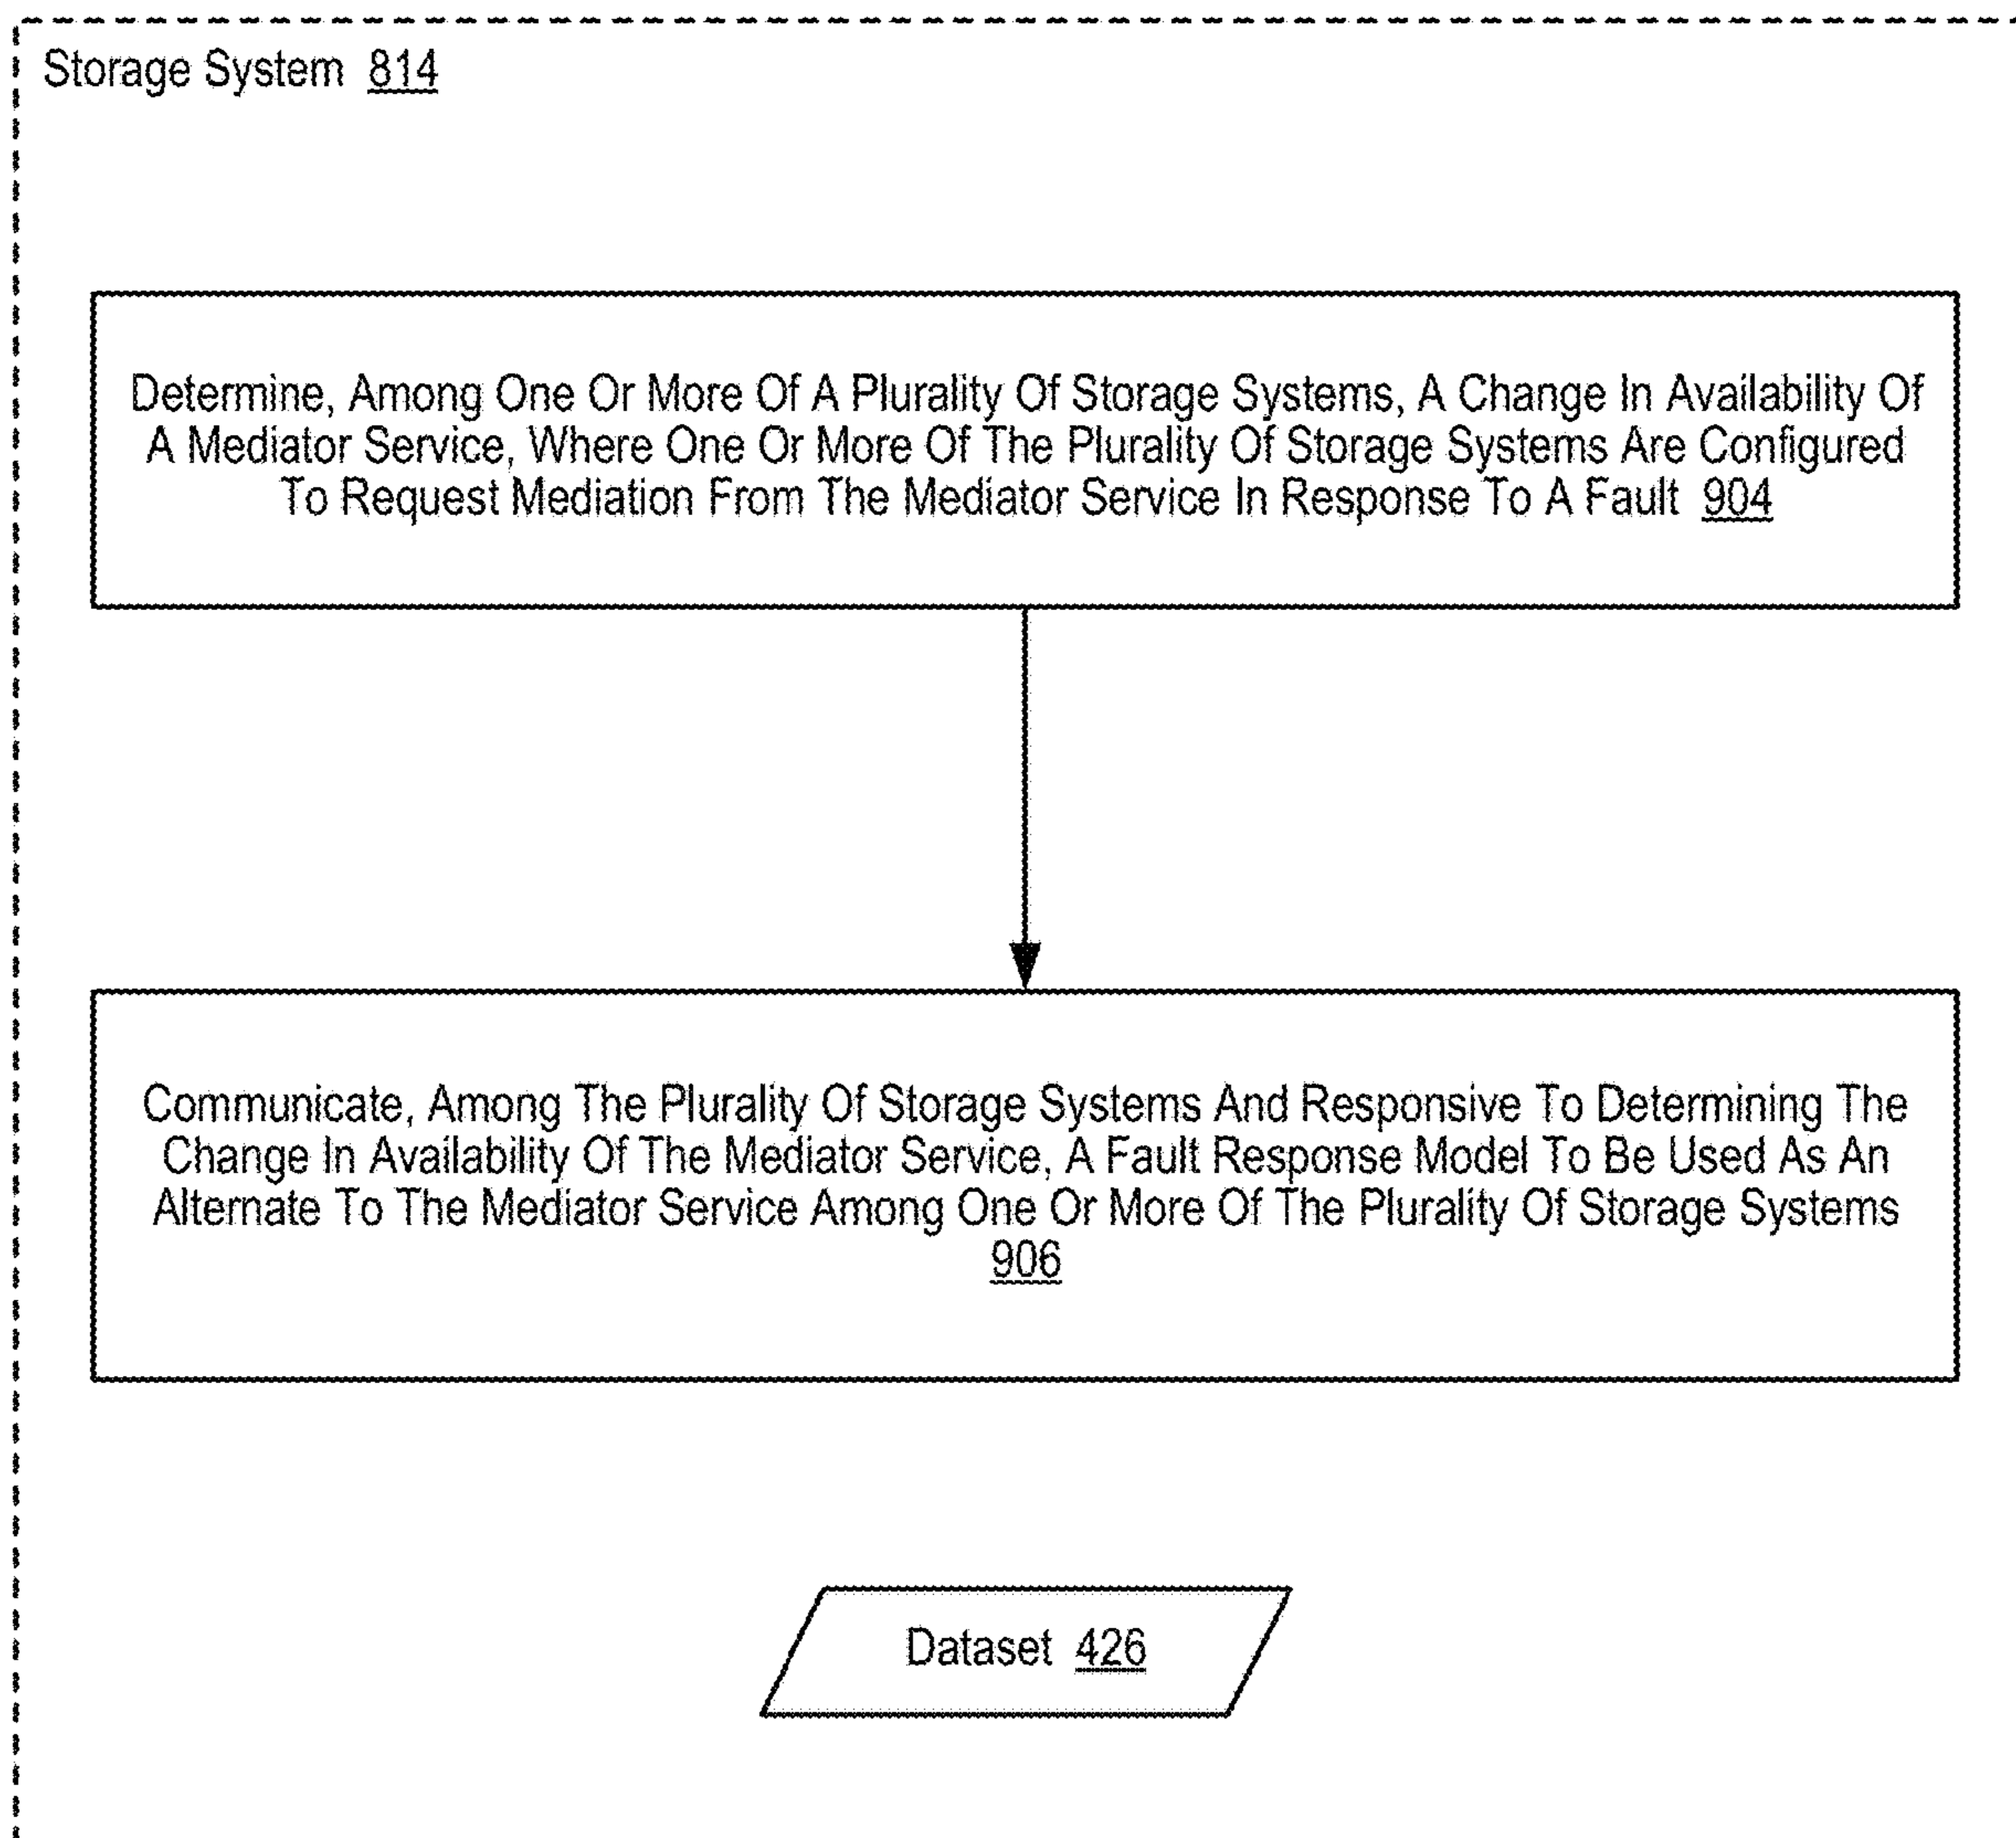 Storage System 814
Determine, Among One Or More Of A Plurality Of Storage Systems, A Change In Availability Of
A Mediator Service, Where One Or More Of The Plurality Of Storage Systems Are Configured
To Request Mediation From The Mediator Service In Response To A Fault 904
Communicate, Among The Plurality Of Storage Systems And Responsive To Determining The
Change In Availability Of The Mediator Service, A Fault Response Model To Be Used As An
Alternate To The Mediator Service Among One Or More Of The Plurality Of Storage Systems
906
Dataset 426